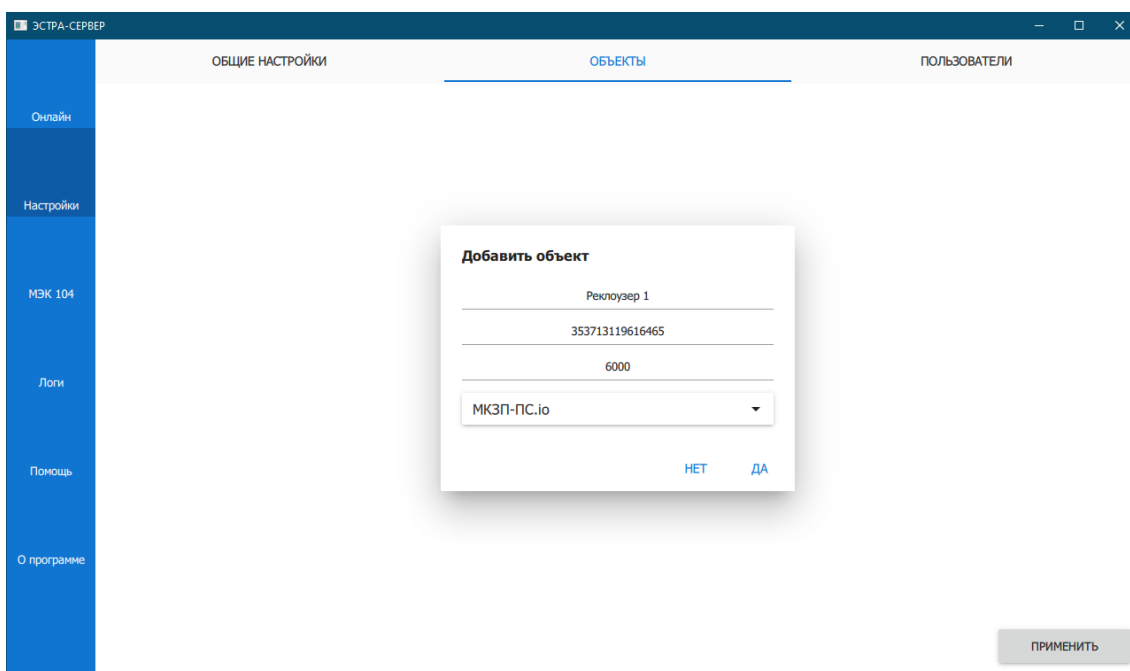 ЭСТРА-СЕРВЕР
ОБЩИЕ НАСТРОЙКИ
ОБЪЕКТЫ
ПОЛЬЗОВАТЕЛИ
Онлайн
Настройки
МЭК 104
Логи
Помощь
О программе
Добавить объект
Реклоузер 1
353713119616465
6000
МКЗП-ПС.io
НЕТ
ДА
ПРИМЕНИТЬ